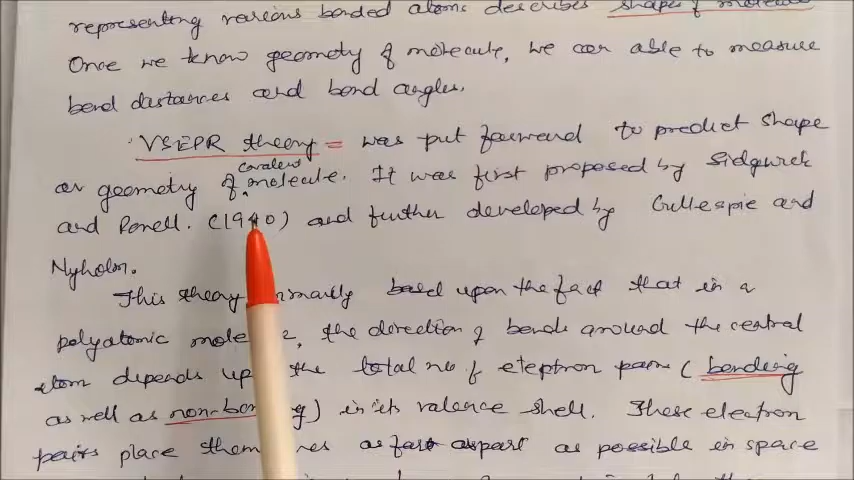 representing various bonded atoms describes shape of molecule
Once we know geometry of molecule, we can able to measure
bond distances and bond angles.
VSEPR theory = was put forward to predict shape
or geometry of covalent molecule. It was first proposed by Sidgwick
and Powell. (1940) and further developed by Gillespie and
Nyholm.
This theory based upon the fact that in a
polyatomic the direction of bonds around the central
atom depends the total no of eleptron pairs (bonding
as well as ) in its valence shell. These electron
pairs place as far aspart as possible in space